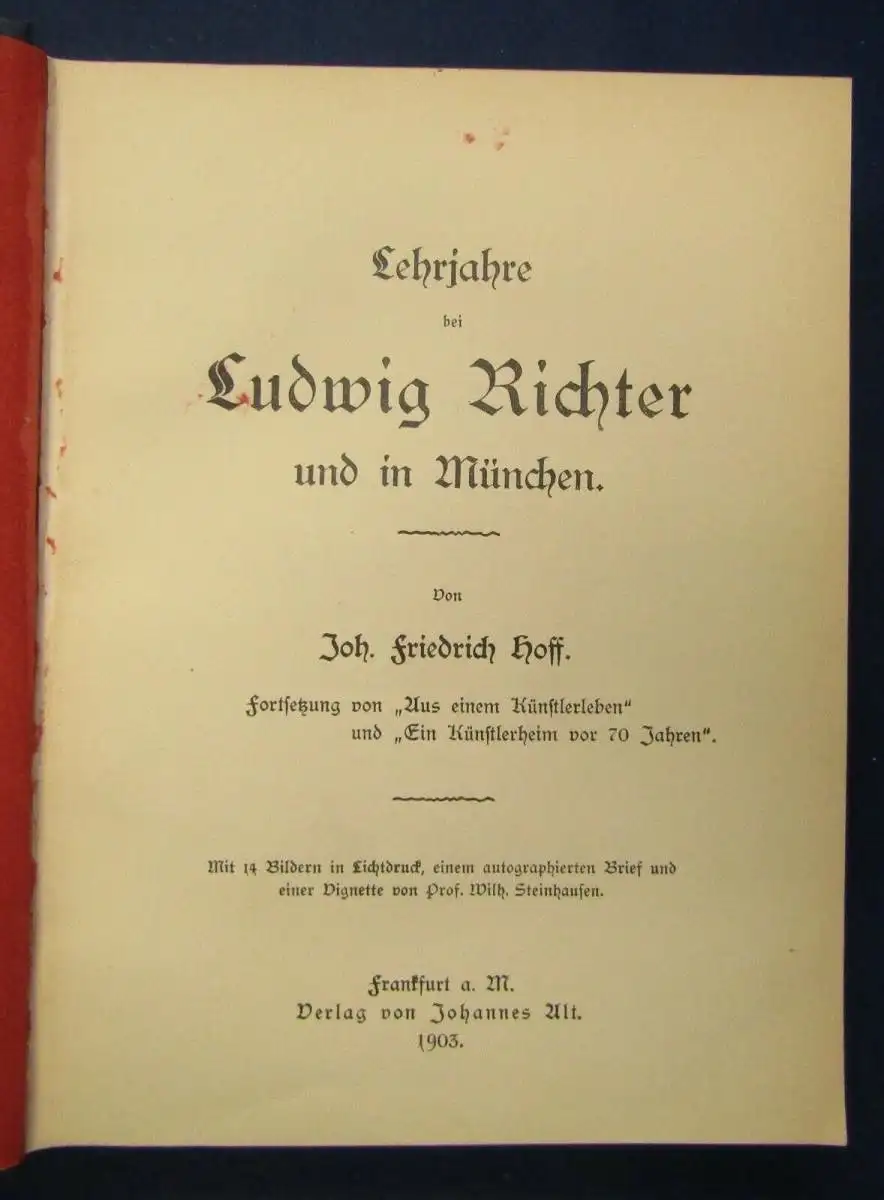 Lehrjahre
bei
Ludwig Richter
und in München.
Von
Joh. Friedrich Hoff.
Fortſetzung von „Aus einem Künſtlerleben“
und „Ein Künſtlerheim vor 70 Jahren“.
Mit 14 Bildern in Lichtdruck, einem autographierten Brief und
einer Vignette von Prof. Wilh. Steinhauſen.
Frankfurt a. M.
Verlag von Johannes Alt.
1903.